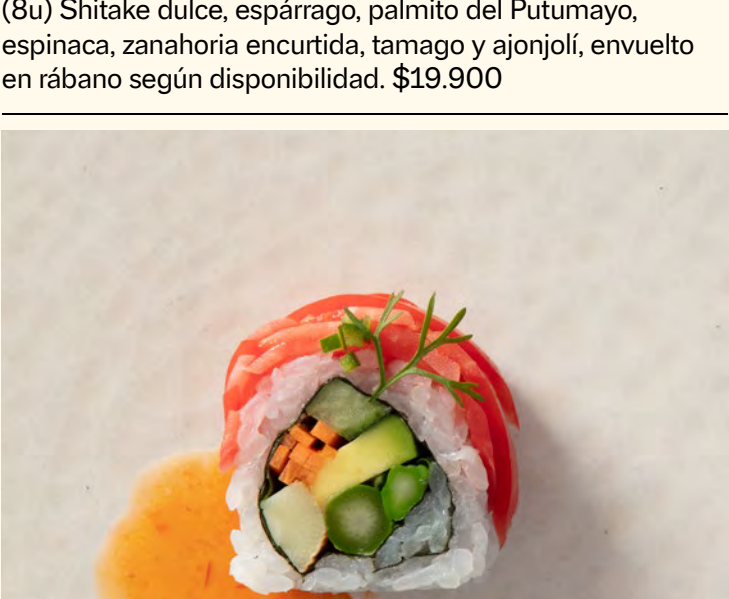 (8u) Shitake dulce, espárrago, palmito del Putumayo,
espinaca, zanahoria encurtida, tamago y ajonjolí, envuelto
en rábano según disponibilidad. $19.900